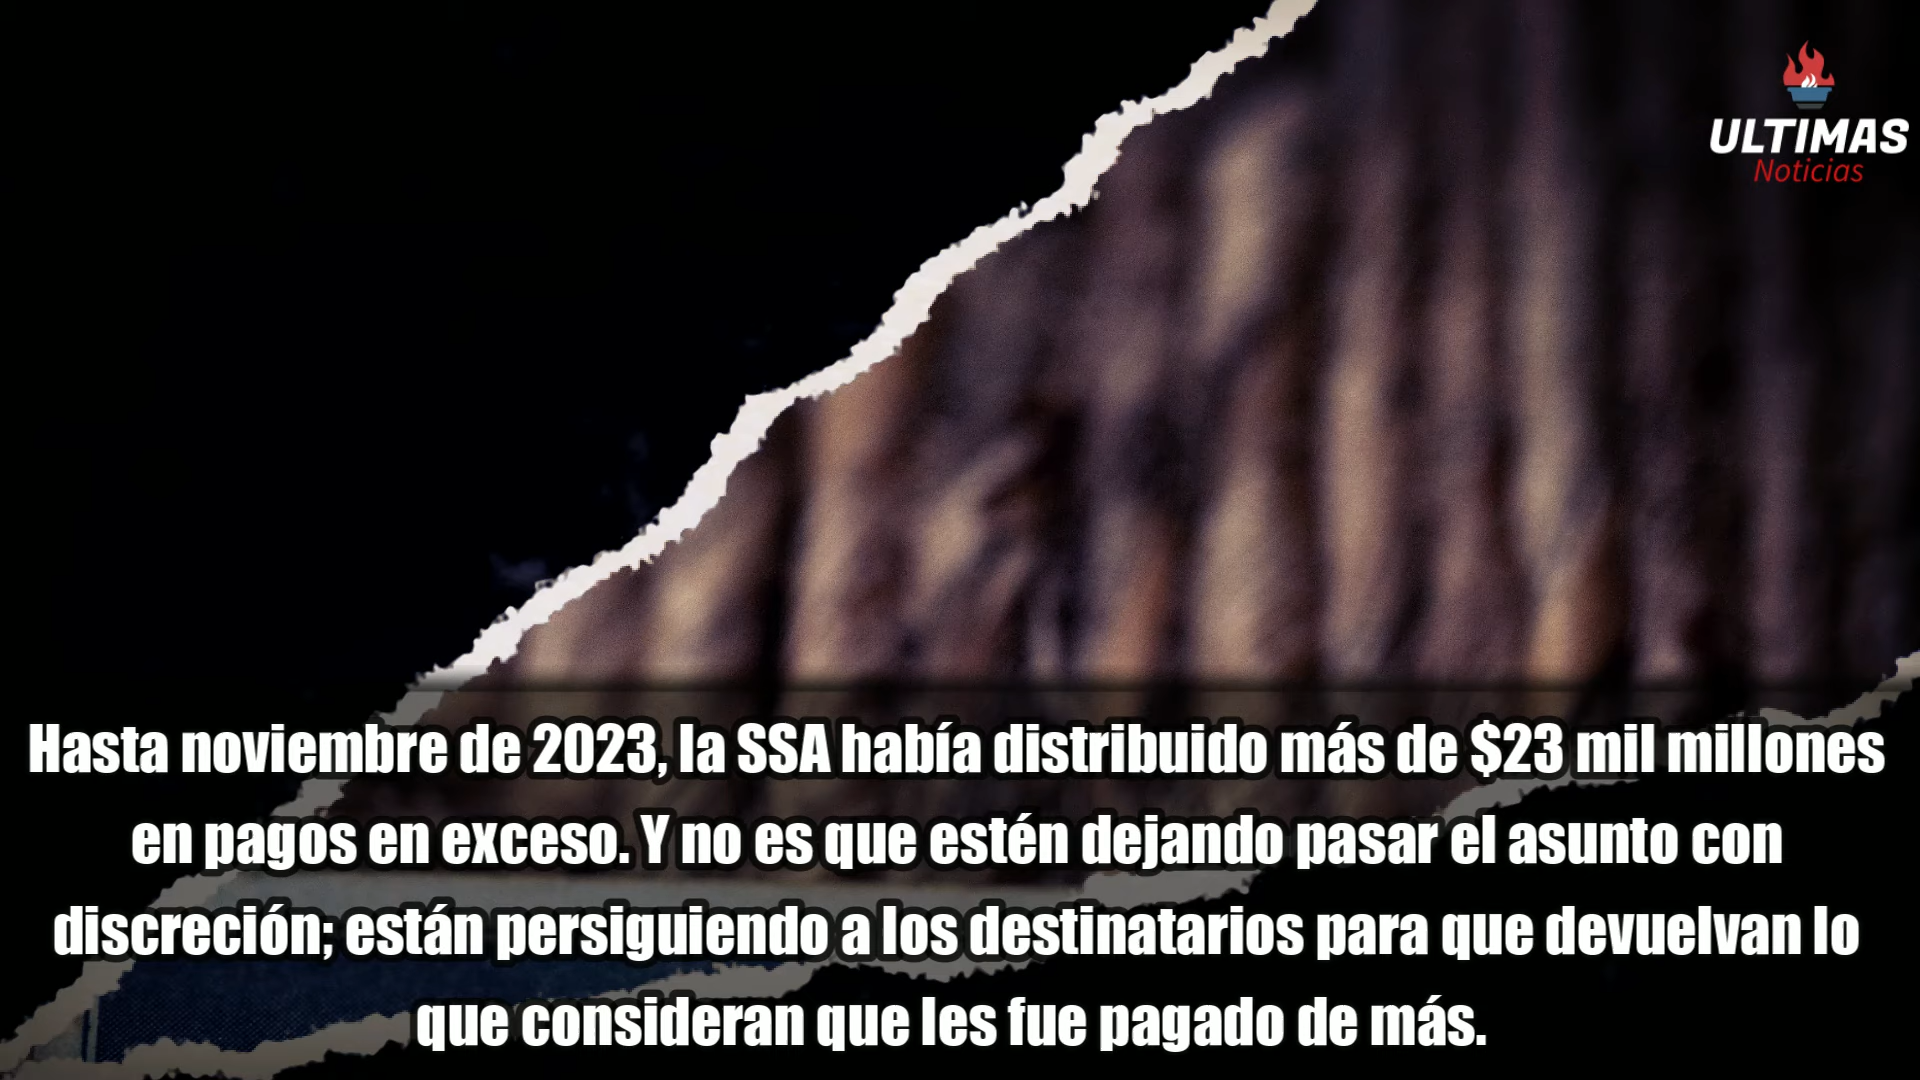 ULTIMAS
Noticias
Hasta noviembre de 2023, la SSA había distribuido más de $23 mil millones
en pagos en exceso. Y no es que estén dejando pasar el asunto con
discreción; están persiguiendo a los destinatarios para que devuelvan lo
que consideran que les fue pagado de más.